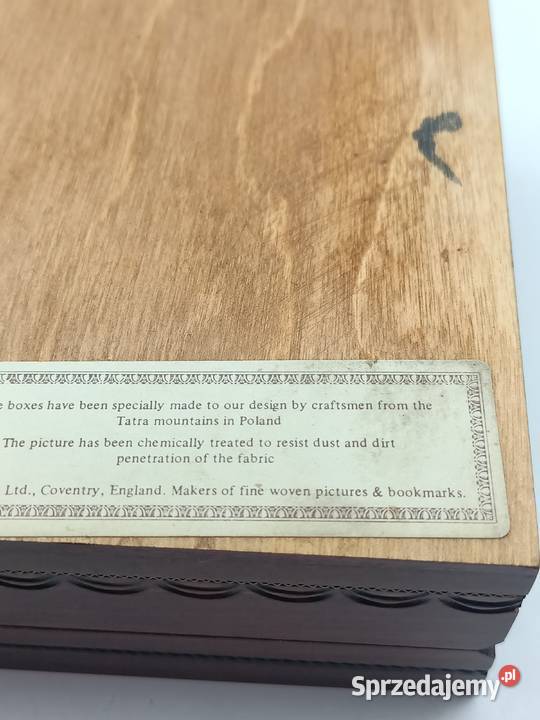 e boxes have been specially made to our design by craftsmen from the
Tatra mountains in Poland
The picture has been chemically treated to resist dust and dirt
penetration of the fabric
Ltd., Coventry, England. Makers of fine woven pictures & bookmarks.
Sprzedajemy.pl